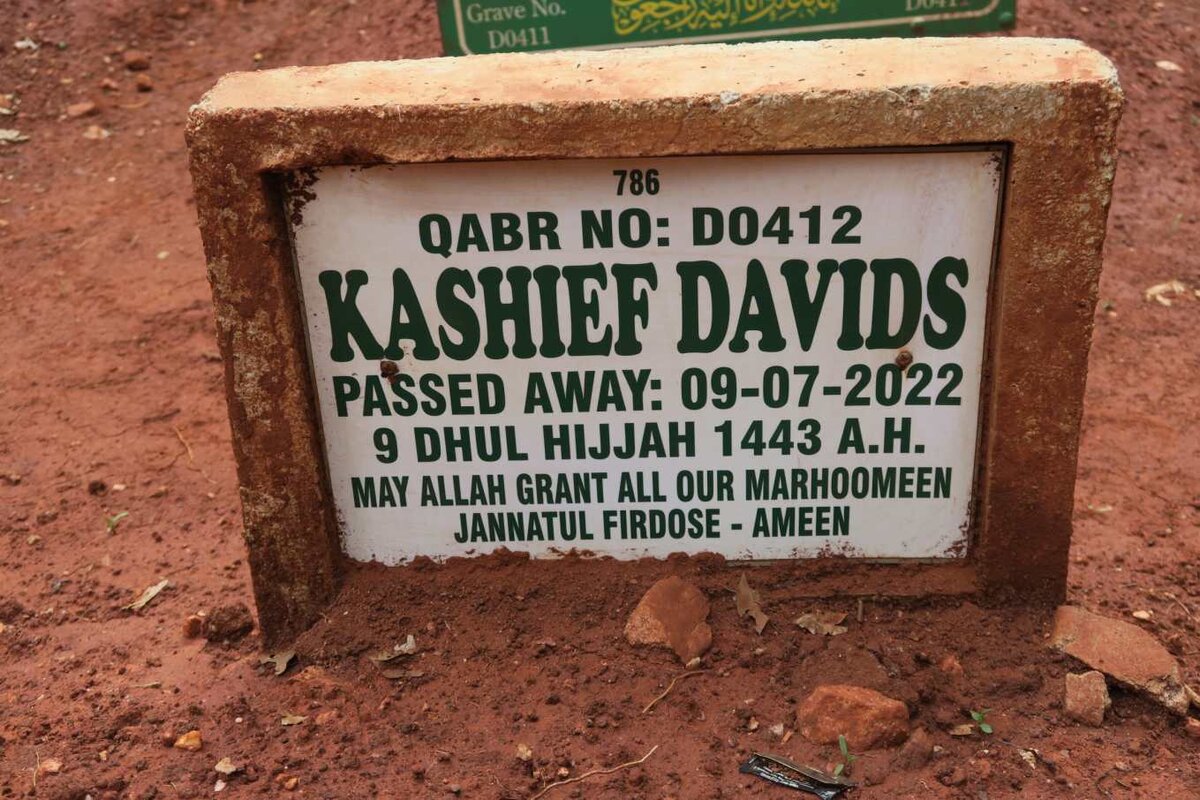 Grave No.
D0411
786
QABR NO: D0412
KASHIEF DAVIDS
PASSED AWAY: 09-07-2022
9 DHUL HIJJAH 1443 A.H.
MAY ALLAH GRANT ALL OUR MARHOOMEEN
JANNATUL FIRDOSE - AMEEN